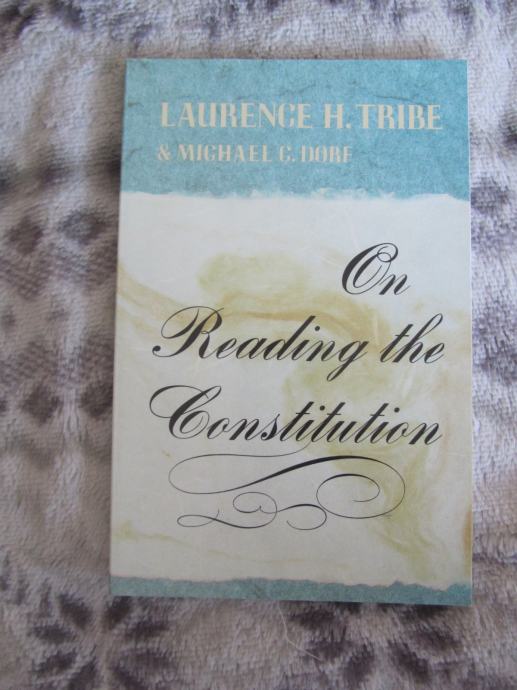 LAURENCE H. TRIBE
& MICHAEL C. DORF
On
Reading the
Constitution